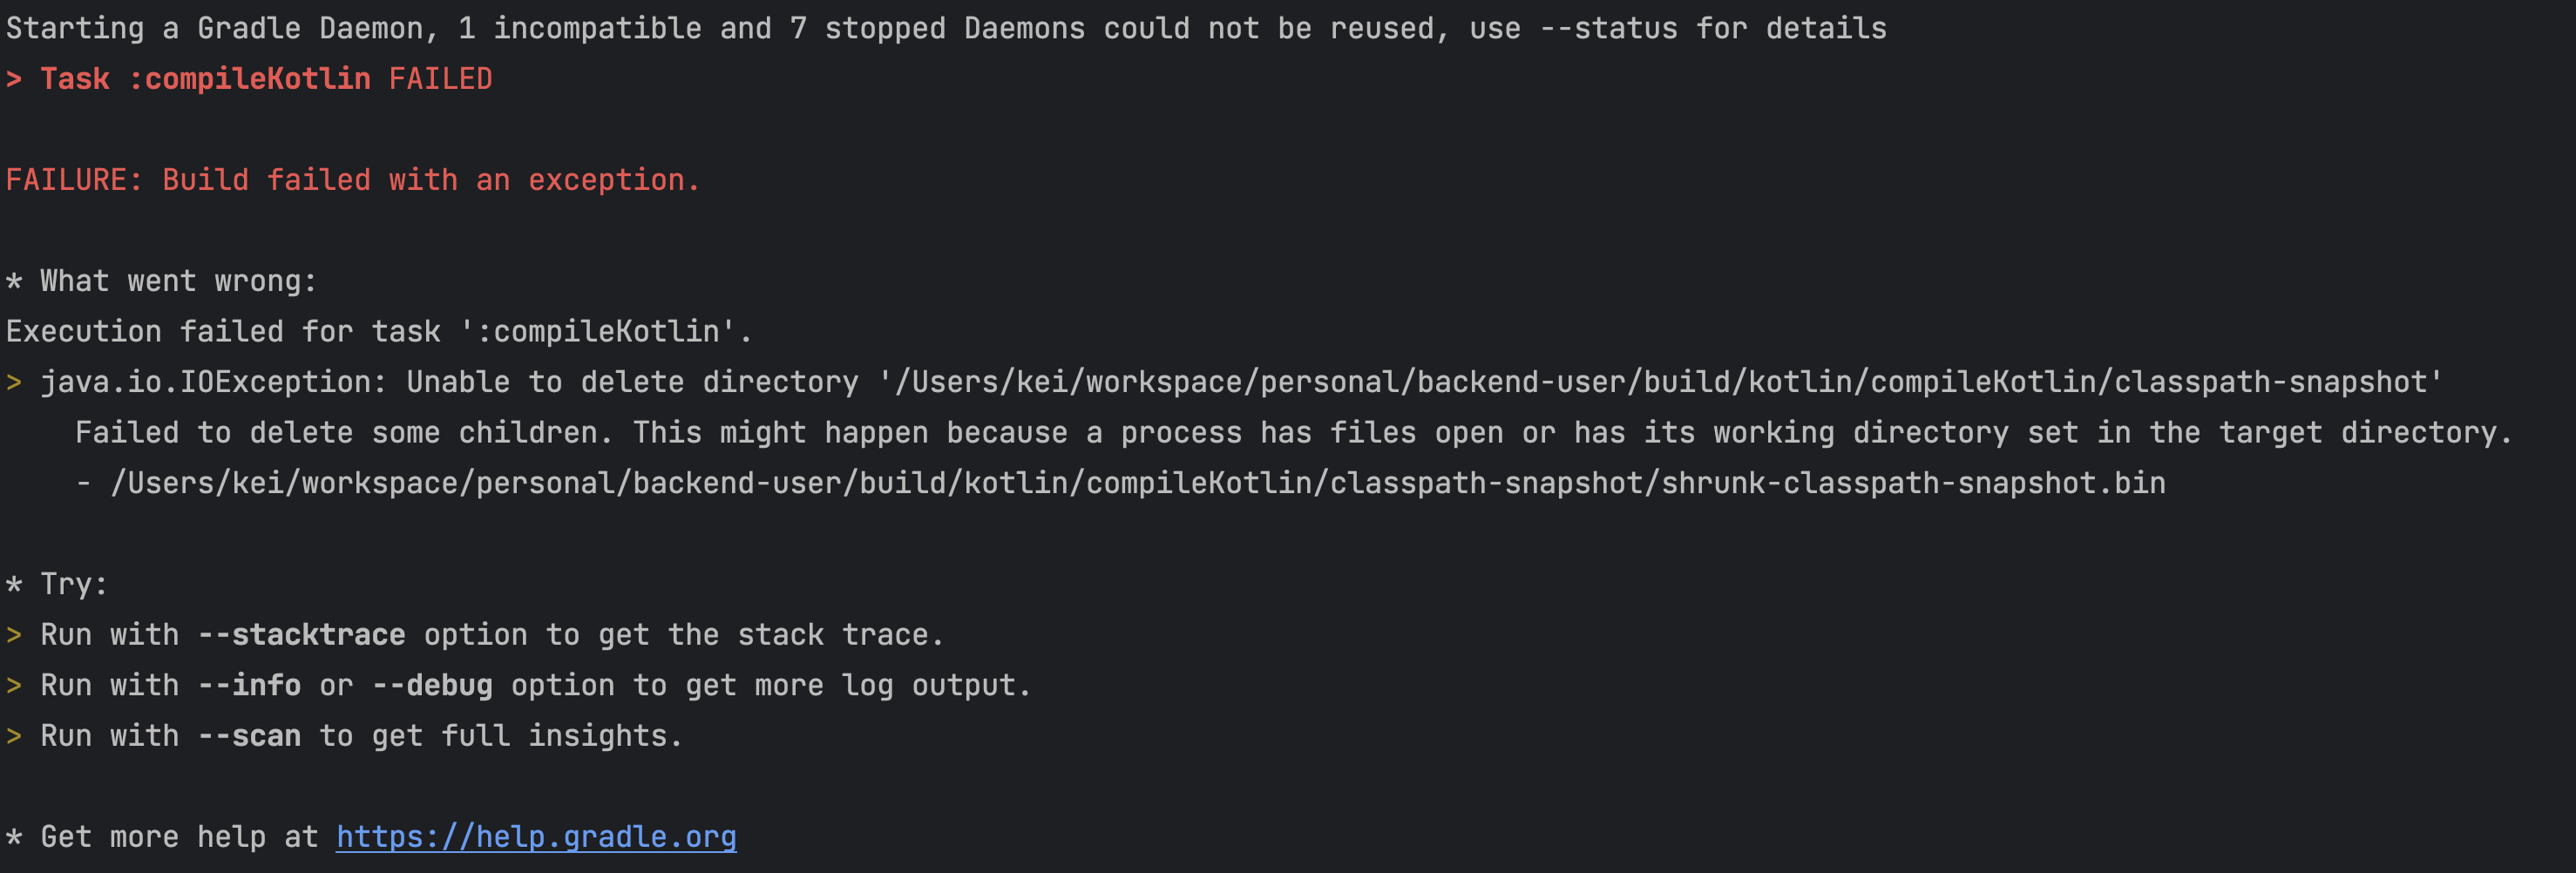 Starting a Gradle Daemon, 1 incompatible and 7 stopped Daemons could not be reused, use --status for details
> Task :compileKotlin FAILED
FAILURE: Build failed with an exception.
* What went wrong:
Execution failed for task ':compileKotlin'.
> java.io.IOException: Unable to delete directory '/Users/kei/workspace/personal/backend-user/build/kotlin/compileKotlin/classpath-snapshot'
Failed to delete some children. This might happen because a process has files open or has its working directory set in the target directory.
- /Users/kei/workspace/personal/backend-user/build/kotlin/compileKotlin/classpath-snapshot/shrunk-classpath-snapshot.bin
* Try:
> Run with --stacktrace option to get the stack trace.
> Run with --info or --debug option to get more log output.
> Run with --scan to get full insights.
* Get more help at https://help.gradle.org